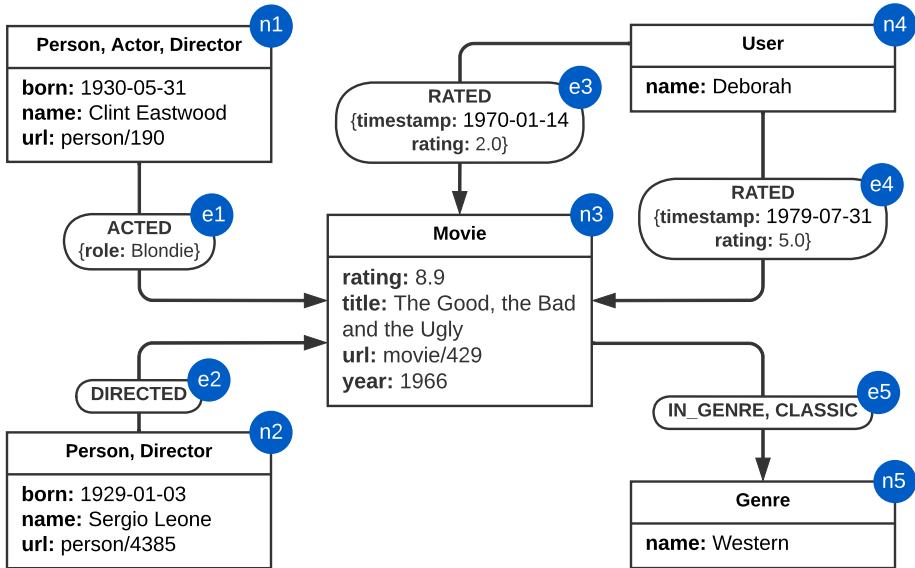 n1
Person, Actor, Director
born: 1930-05-31
name: Clint Eastwood
url: person/190
e1
ACTED
{role: Blondie}
e3
RATED
{timestamp: 1970-01-14
rating: 2.0}
n4
User
name: Deborah
e4
RATED
{timestamp: 1979-07-31
rating: 5.0}
n3
Movie
rating: 8.9
title: The Good, the Bad
and the Ugly
url: movie/429
year: 1966
e2
DIRECTED
n2
Person, Director
born: 1929-01-03
name: Sergio Leone
url: person/4385
e5
IN_GENRE, CLASSIC
n5
Genre
name: Western